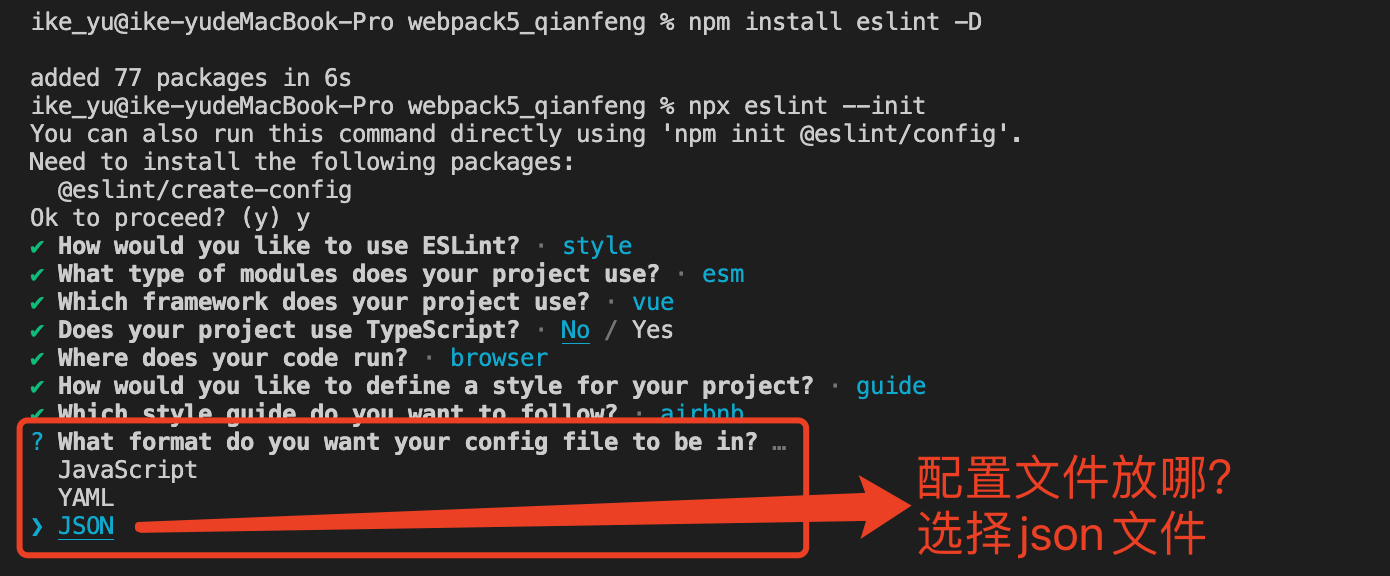 ike_yu@ike-yudeMacBook-Pro webpack5_qianfeng % npm install eslint -D
added 77 packages in 6s
ike_yu@ike-yudeMacBook-Pro webpack5_qianfeng % npx eslint --init
You can also run this command directly using 'npm init @eslint/config'.
Need to install the following packages:
  @eslint/create-config
Ok to proceed? (y) y
✔ How would you like to use ESLint? · style
✔ What type of modules does your project use? · esm
✔ Which framework does your project use? · vue
✔ Does your project use TypeScript? · No / Yes
✔ Where does your code run? · browser
✔ How would you like to define a style for your project? · guide
✔ Which style guide do you want to follow? · airbnb
? What format do you want your config file to be in? …
  JavaScript
  YAML
❯ JSON
配置文件放哪?
选择json文件